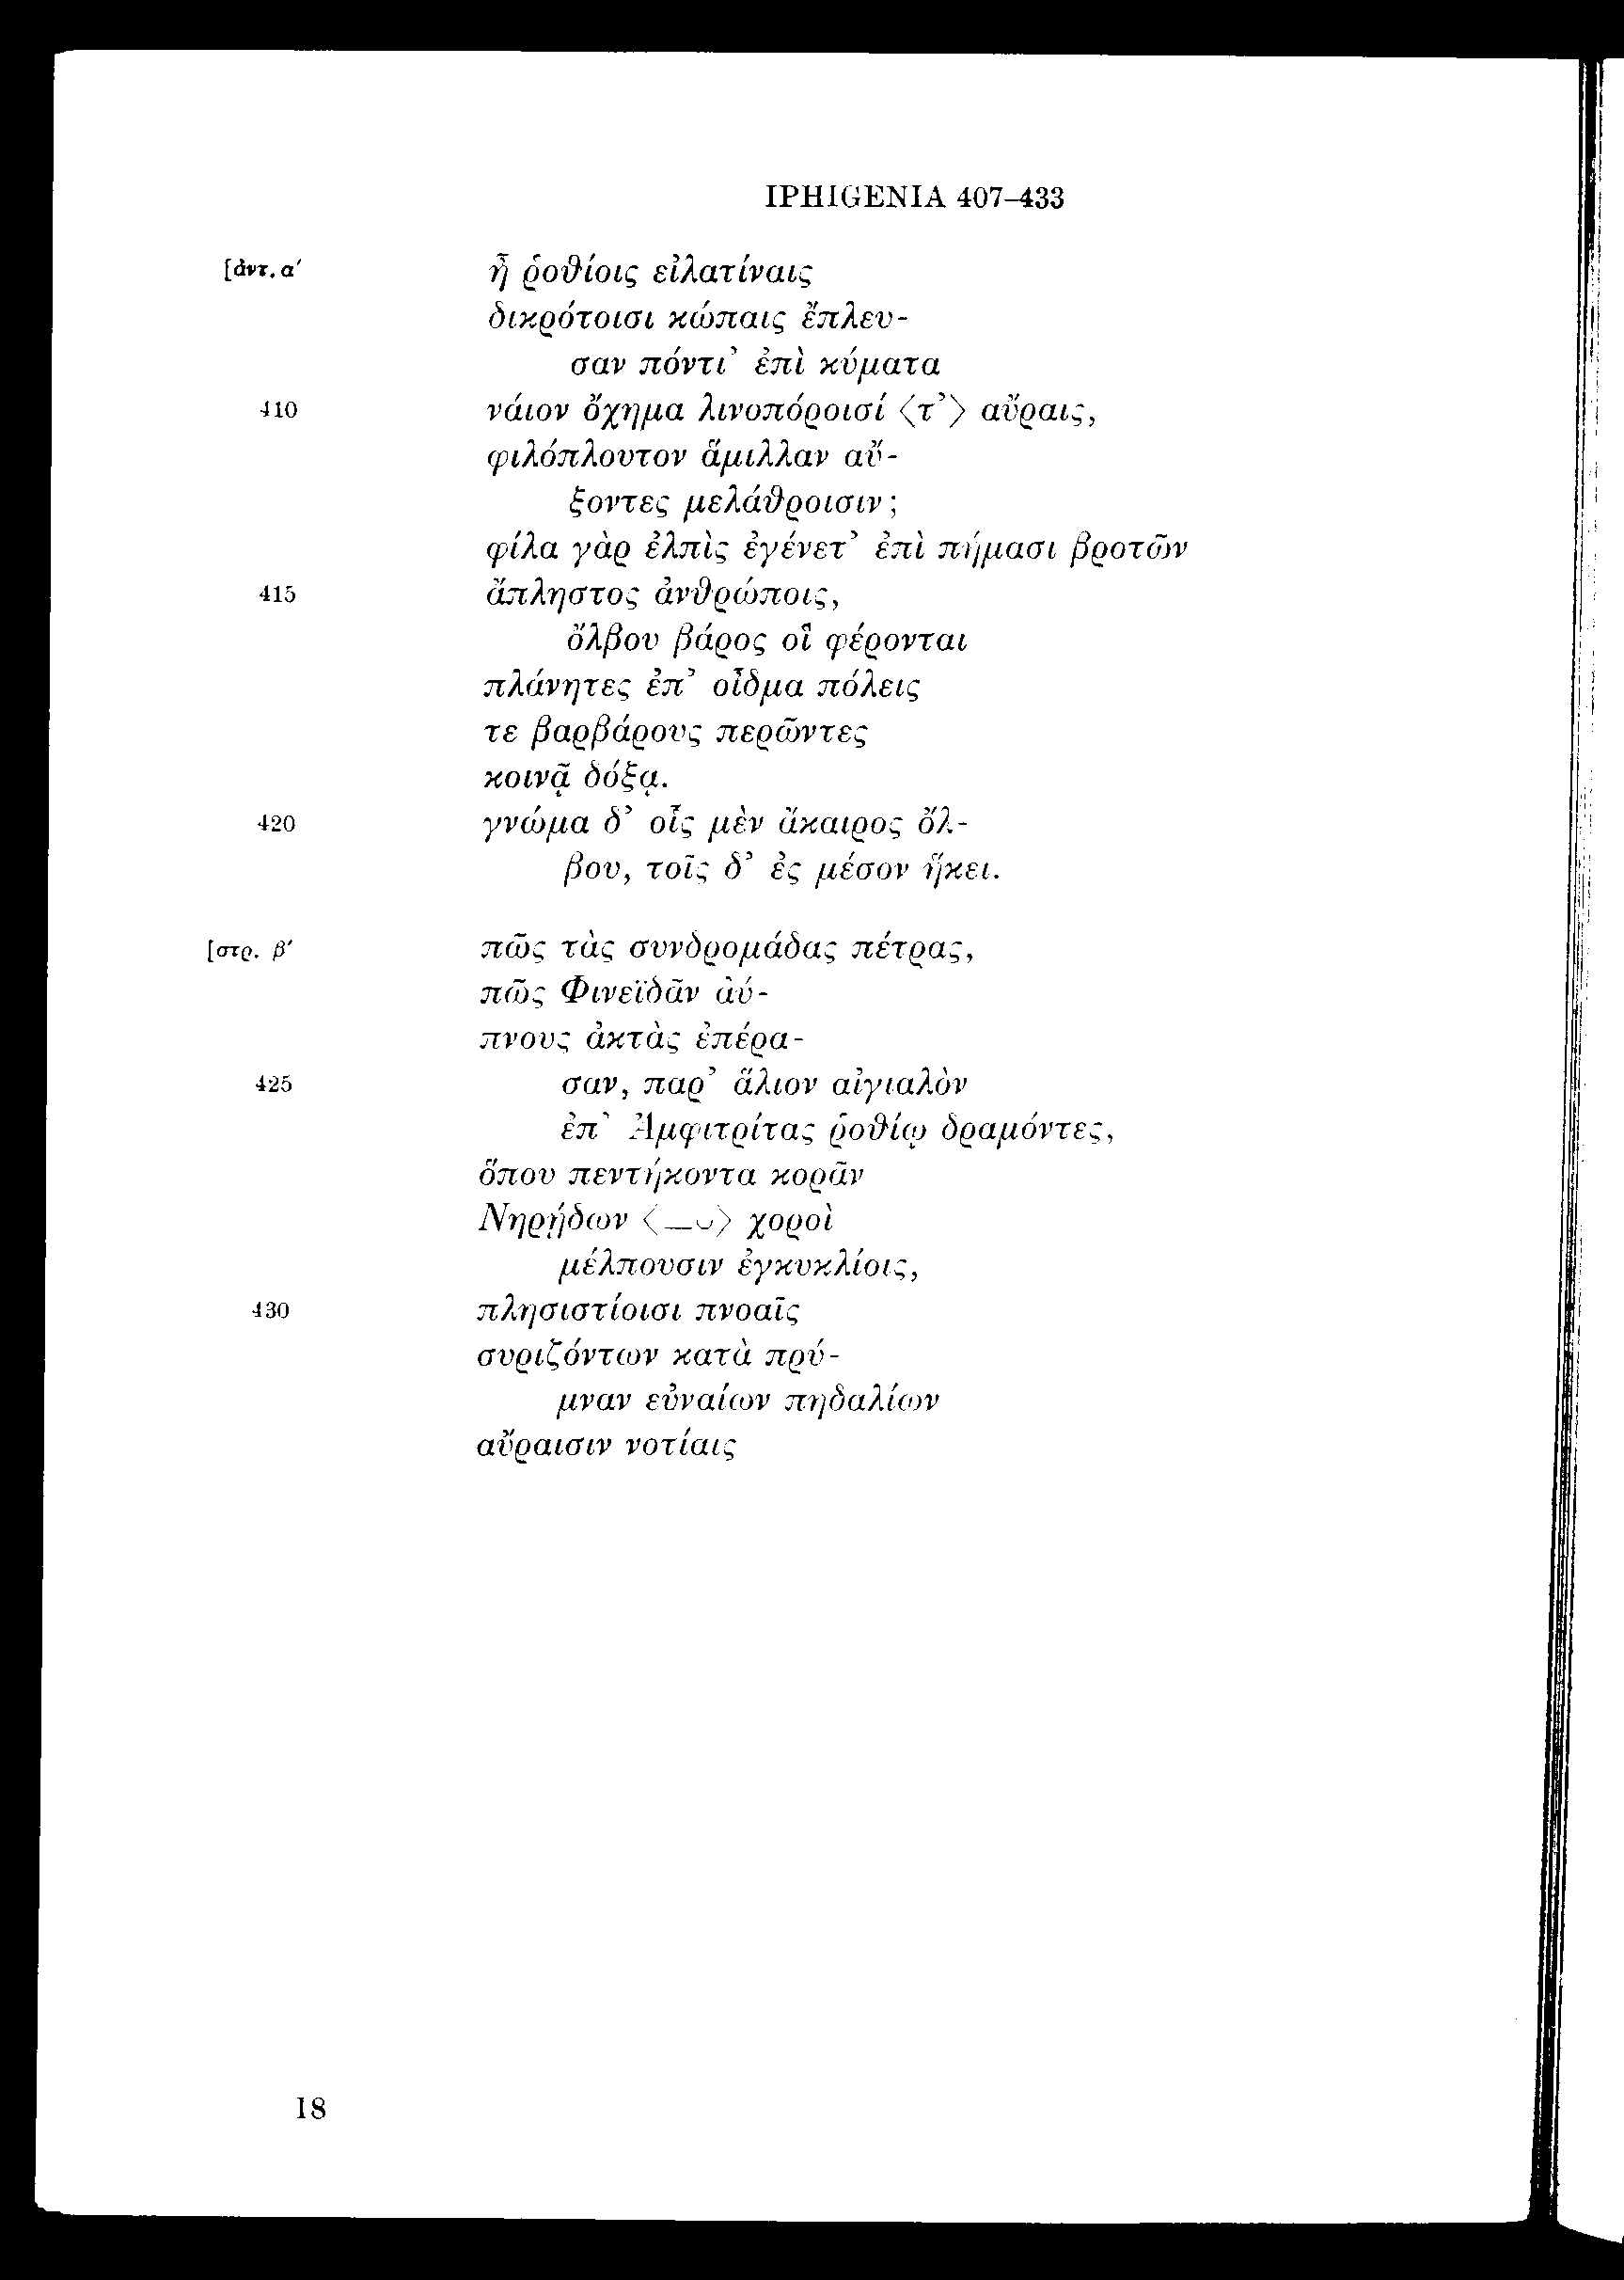 IPHIGENIA 407–433
[ἀντ. α′ ἦ ῥοθίοις εἰλατίναις
δικρότοισι κώπαις ἔπλευ-
σαν πόντι’ ἐπὶ κύματα
410 νάιον ὄχημα λινοπόροισί ⟨τ’⟩ αὔραις,
φιλόπλουτον ἅμιλλαν αὔ-
ξοντες μελάθροισιν;
φίλα γὰρ ἐλπὶς ἐγένετ’ ἐπὶ πήμασι βροτῶν
415 ἄπληστος ἀνθρώποις,
ὄλβου βάρος οἳ φέρονται
πλάνητες ἐπ’ οἶδμα πόλεις
τε βαρβάρους περῶντες
κοινᾷ δόξᾳ.
420 γνώμα δ’ οἷς μὲν ἄκαιρος ὄλ-
βου, τοῖς δ’ ἐς μέσον ἥκει.
[στρ. β′ πῶς τὰς συνδρομάδας πέτρας,
πῶς Φινεϊδᾶν ἀύ-
πνους ἀκτὰς ἐπέρα-
425 σαν, παρ’ ἅλιον αἰγιαλὸν
ἐπ’ Ἀμφιτρίτας ῥοθίῳ δραμόντες,
ὅπου πεντήκοντα κορᾶν
Νηρῄδων ⟨–⏑⟩ χοροὶ
μέλπουσιν ἐγκυκλίοις,
430 πλησιστίοισι πνοαῖς
συριζόντων κατὰ πρύ-
μναν εὐναίων πηδαλίων
αὔραισιν νοτίαις
18